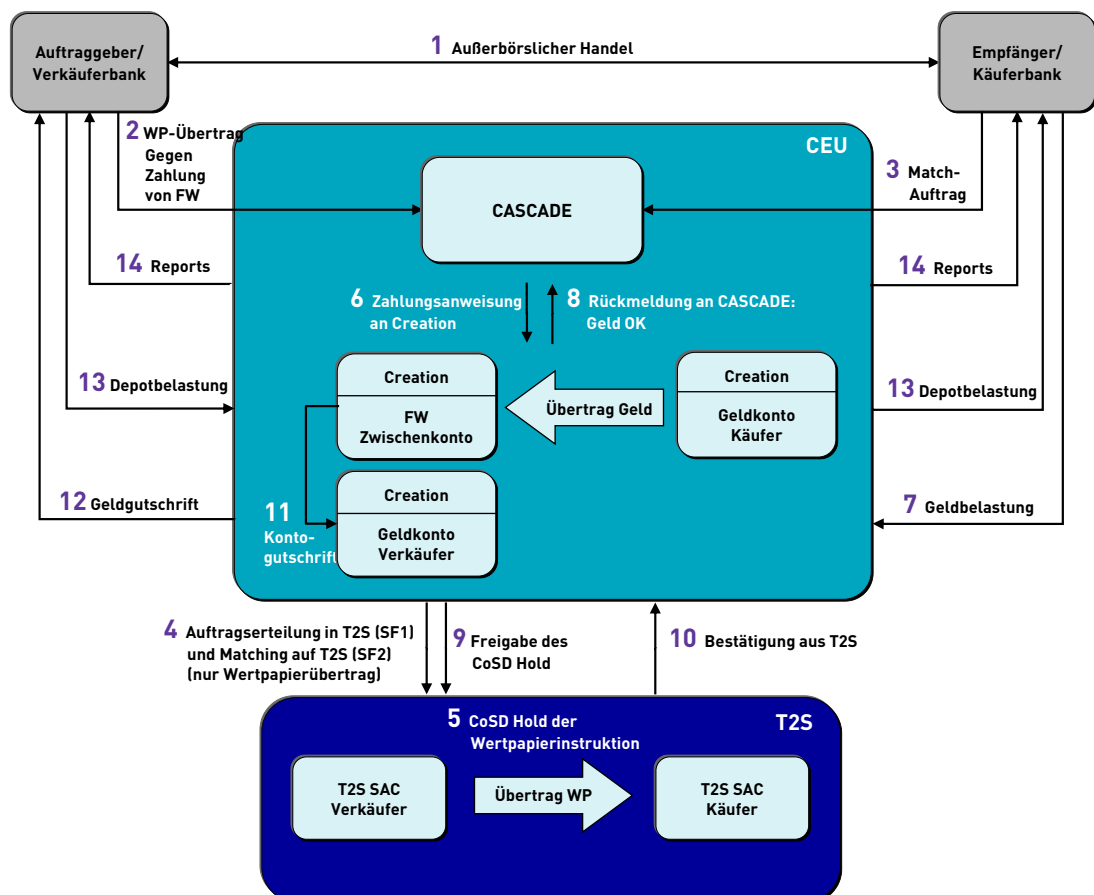 1 Außerbörslicher Handel
Auftraggeber/
Verkäuferbank
Empfänger/
Käuferbank
2 WP-Übertrag
Gegen
Zahlung
von FW
CEU
3 Match-
Auftrag
CASCADE
14 Reports
14 Reports
6 Zahlungsanweisung
an Creation
8 Rückmeldung an CASCADE:
Geld OK
13 Depotbelastung
13 Depotbelastung
Creation
FW
Zwischenkonto
Übertrag Geld
Creation
Geldkonto
Käufer
12 Geldgutschrift
7 Geldbelastung
11
Konto-
gutschrift
Creation
Geldkonto
Verkäufer
4 Auftragserteilung in T2S (SF1)
und Matching auf T2S (SF2)
(nur Wertpapierübertrag)
9 Freigabe des
CoSD Hold
10 Bestätigung aus T2S
5 CoSD Hold der
Wertpapierinstruktion
T2S
T2S SAC
Verkäufer
Übertrag WP
T2S SAC
Käufer